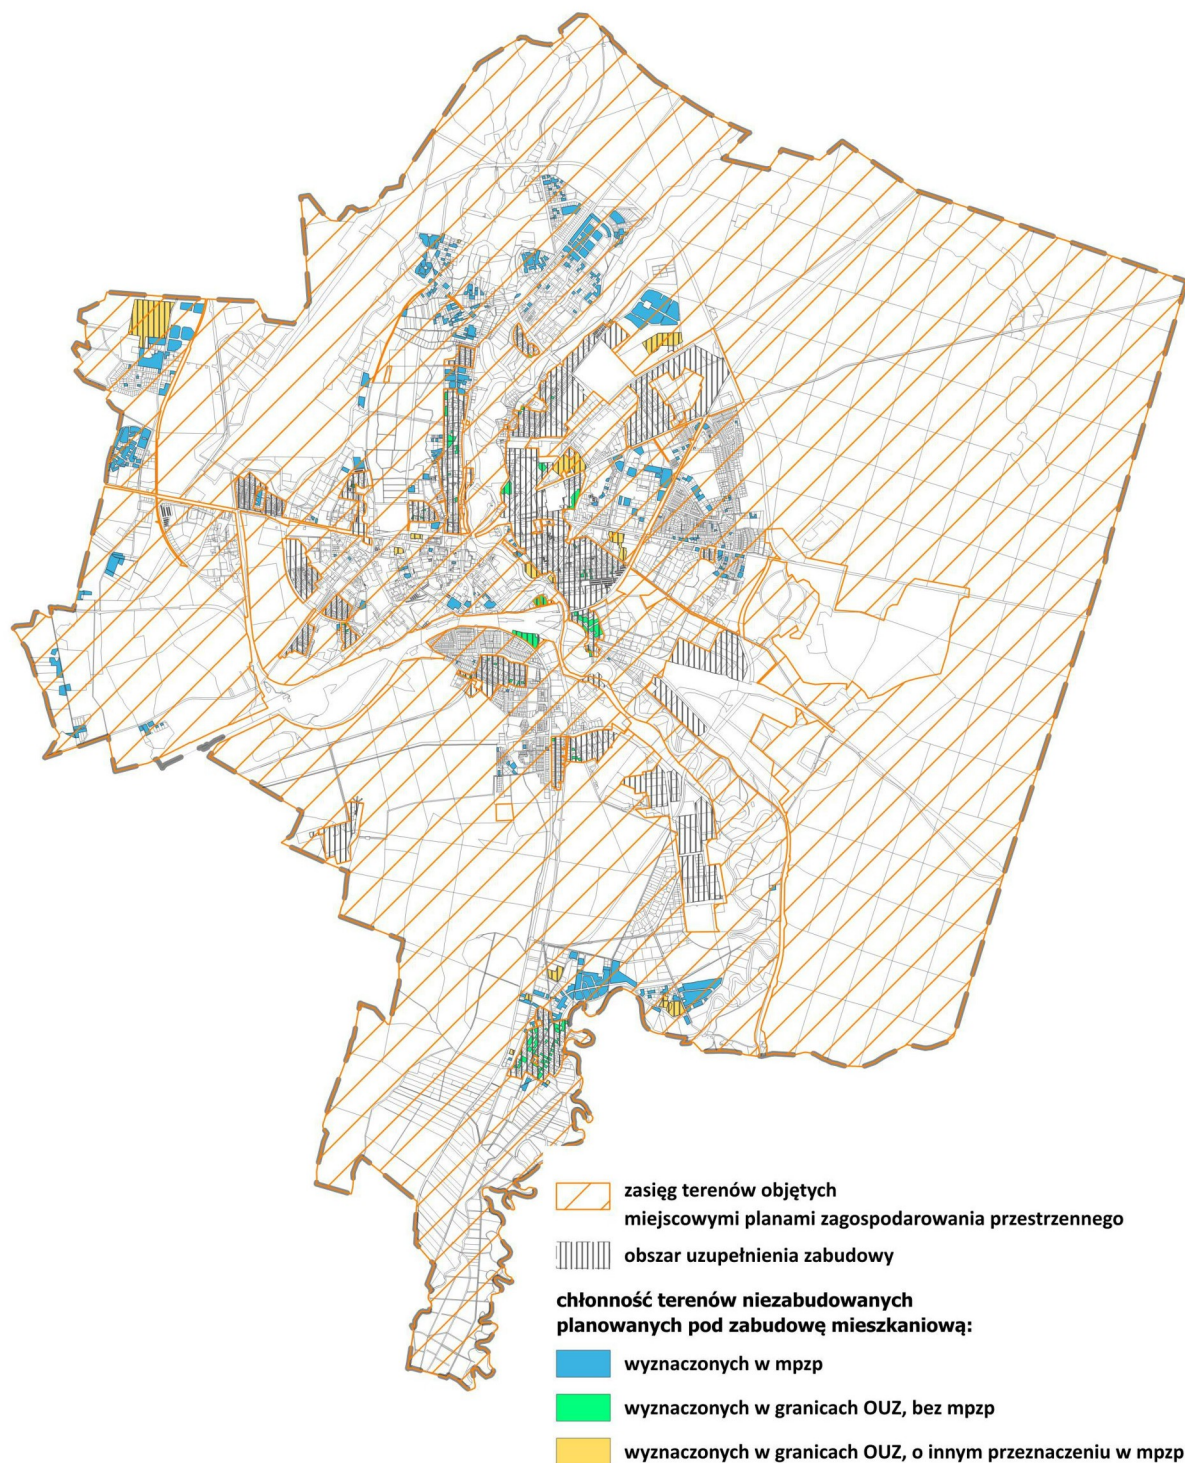 zasięg terenów objętych
miejscowymi planami zagospodarowania przestrzennego
obszar uzupełnienia zabudowy
chłonność terenów niezabudowanych
planowanych pod zabudowę mieszkaniową:
wyznaczonych w mpzp
wyznaczonych w granicach OUZ, bez mpzp
wyznaczonych w granicach OUZ, o innym przeznaczeniu w mpzp